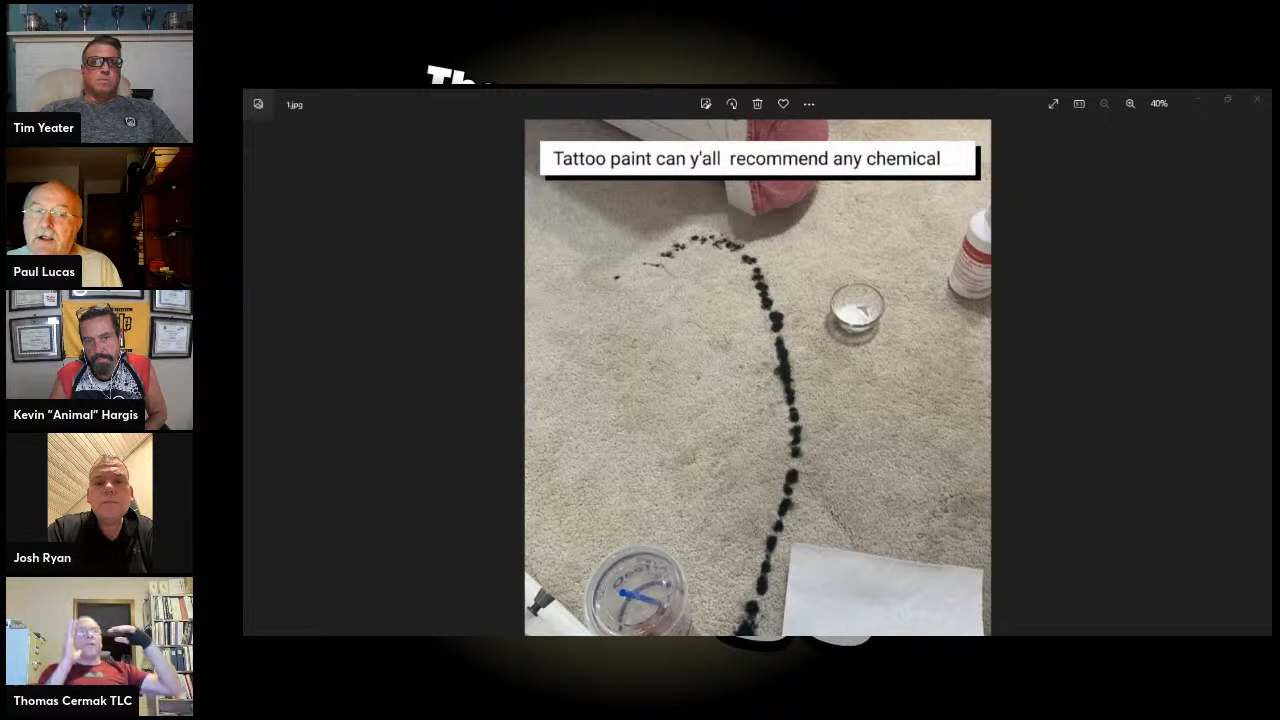 Tim Yeater
Paul Lucas
Kevin "Animal" Hargis
Josh Ryan
Thomas Cermak TLC
Th
1.jpg
40%
Tattoo paint can y'all recommend any chemical